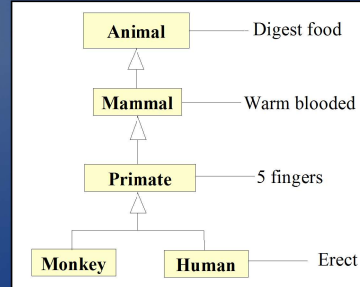 Animal Digest food
Mammal Warm blooded
Primate 5 fingers
Monkey Human Erect